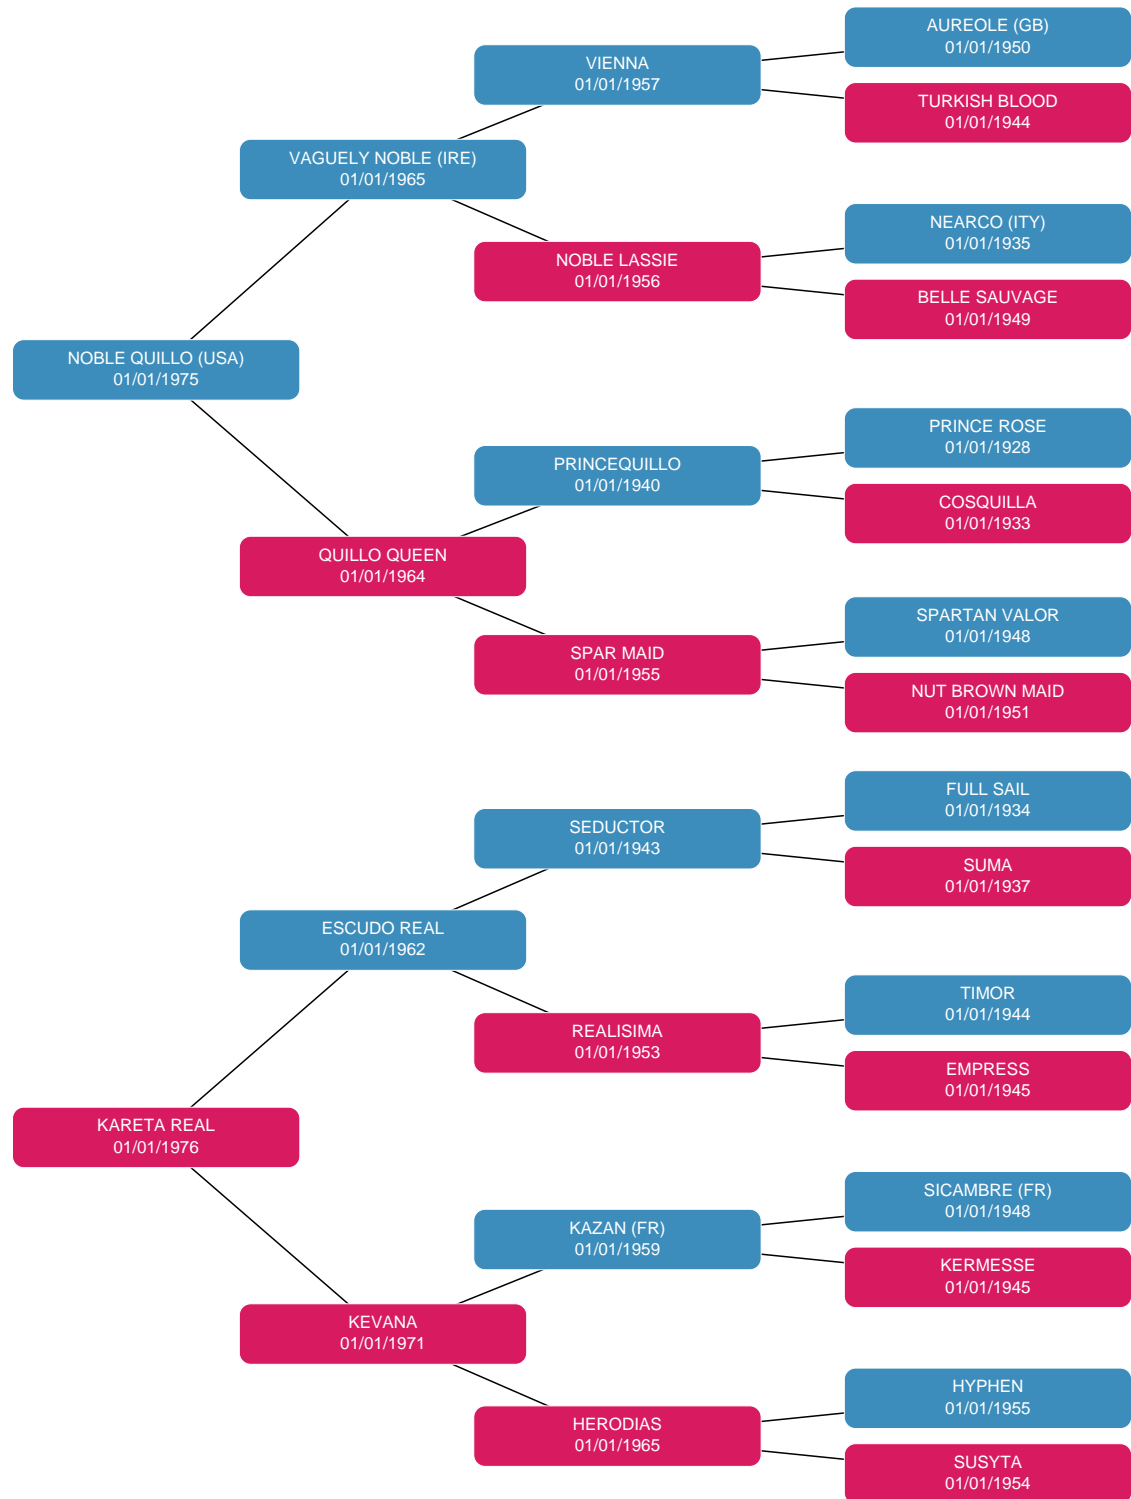 AUREOLE (GB)
01/01/1950
VIENNA
01/01/1957
TURKISH BLOOD
01/01/1944
VAGUELY NOBLE (IRE)
01/01/1965
NEARCO (ITY)
01/01/1935
NOBLE LASSIE
01/01/1956
BELLE SAUVAGE
01/01/1949
NOBLE QUILLO (USA)
01/01/1975
PRINCE ROSE
01/01/1928
PRINCEQUILLO
01/01/1940
COSQUILLA
01/01/1933
QUILLO QUEEN
01/01/1964
SPARTAN VALOR
01/01/1948
SPAR MAID
01/01/1955
NUT BROWN MAID
01/01/1951
FULL SAIL
01/01/1934
SEDUCTOR
01/01/1943
SUMA
01/01/1937
ESCUDO REAL
01/01/1962
TIMOR
01/01/1944
REALISIMA
01/01/1953
EMPRESS
01/01/1945
KARETA REAL
01/01/1976
SICAMBRE (FR)
01/01/1948
KAZAN (FR)
01/01/1959
KERMESSE
01/01/1945
KEVANA
01/01/1971
HYPHEN
01/01/1955
HERODIAS
01/01/1965
SUSYTA
01/01/1954